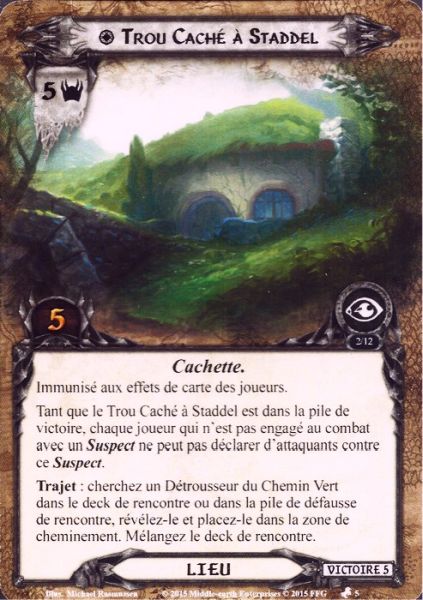 Trou Caché à Staddel
5
5
2/12
Cachette.
Immunisé aux effets de carte des joueurs.
Tant que le Trou Caché à Staddel est dans la pile de
victoire, chaque joueur qui n'est pas engagé au combat
avec un Suspect ne peut pas déclarer d'attaquants contre
ce Suspect.
Trajet : cherchez un Détrousseur du Chemin Vert
dans le deck de rencontre ou dans la pile de défausse
de rencontre, révélez-le et placez-le dans la zone de
cheminement. Mélangez le deck de rencontre.
LIEU
VICTOIRE 5
Illus. Michael Rasmussen © 2015 Middle-earth Enterprises © 2015 FFG 5